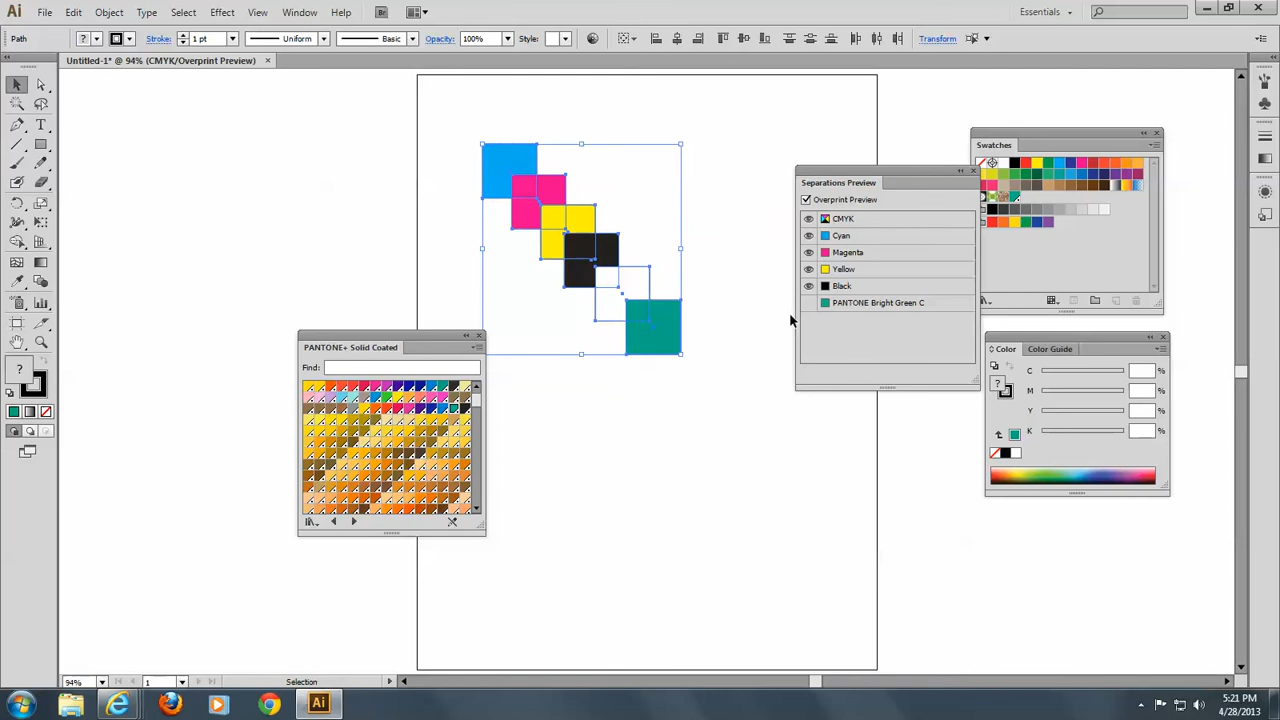 Ai File Edit Object Type Select Effect View Window Help Br Essentials
Path ? Stroke: 1 pt Uniform Basic Opacity: 100% Style: Transform
Untitled-1* @ 94% (CMYK/Overprint Preview) ×
Swatches
Separations Preview
Overprint Preview
CMYK
Cyan
Magenta
Yellow
Black
PANTONE Bright Green C
PANTONE+ Solid Coated
Find:
Color Color Guide
C %
M %
Y %
K %
?
?
94% 1 Selection
Ai
5:21 PM
4/28/2013